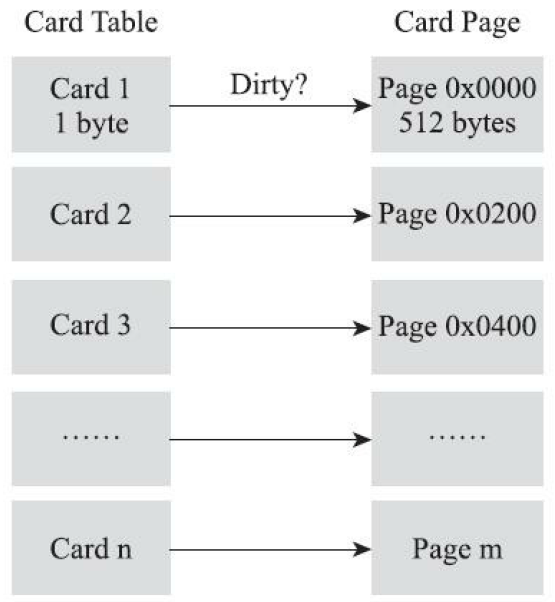 Card Table
Card Page
Card 1
1 byte
Dirty?
Page 0x0000
512 bytes
Card 2
Page 0x0200
Card 3
Page 0x0400
……
……
Card n
Page m